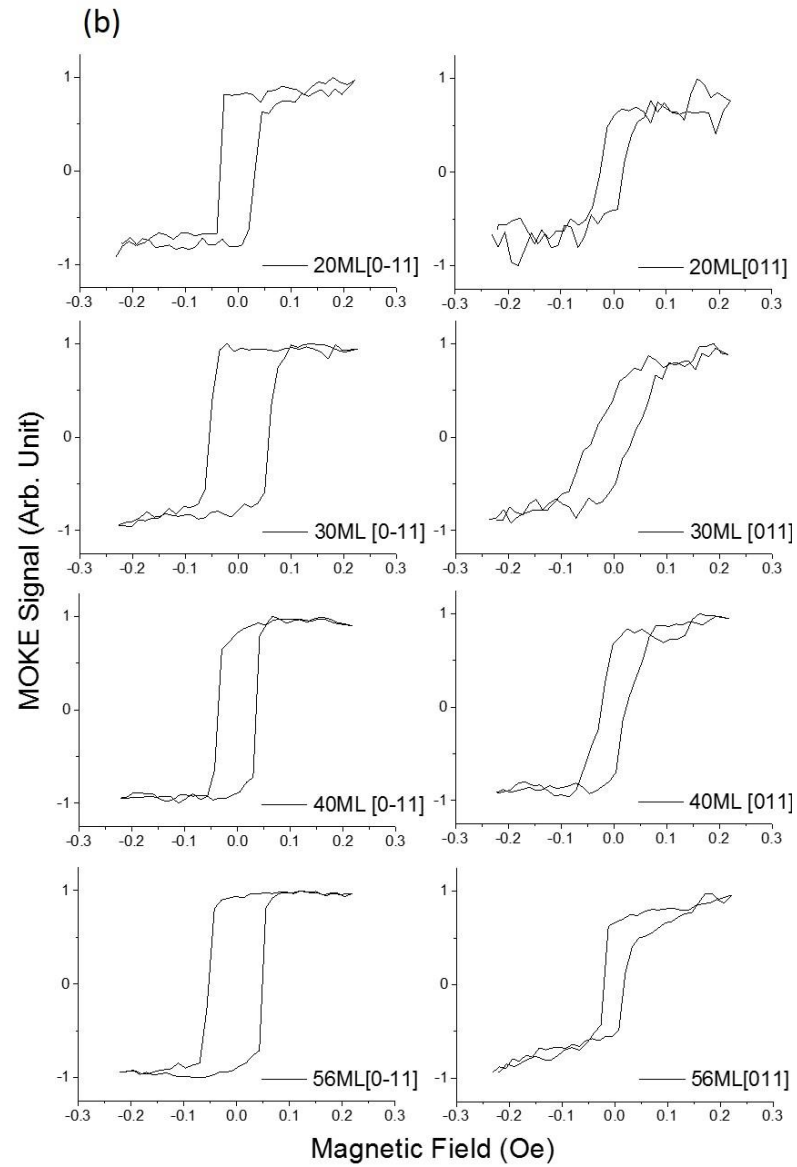 (b)
1
0
-1
20ML[0-11]
-0.3 -0.2 -0.1 0.0 0.1 0.2 0.3
1
0
-1
20ML[011]
-0.3 -0.2 -0.1 0.0 0.1 0.2 0.3
1
0
-1
30ML [0-11]
-0.3 -0.2 -0.1 0.0 0.1 0.2 0.3
1
0
-1
30ML [011]
-0.3 -0.2 -0.1 0.0 0.1 0.2 0.3
MOKE Signal (Arb. Unit)
1
0
-1
40ML [0-11]
-0.3 -0.2 -0.1 0.0 0.1 0.2 0.3
1
0
-1
40ML [011]
-0.3 -0.2 -0.1 0.0 0.1 0.2 0.3
1
0
-1
56ML[0-11]
-0.3 -0.2 -0.1 0.0 0.1 0.2 0.3
1
0
-1
56ML[011]
-0.3 -0.2 -0.1 0.0 0.1 0.2 0.3
Magnetic Field (Oe)